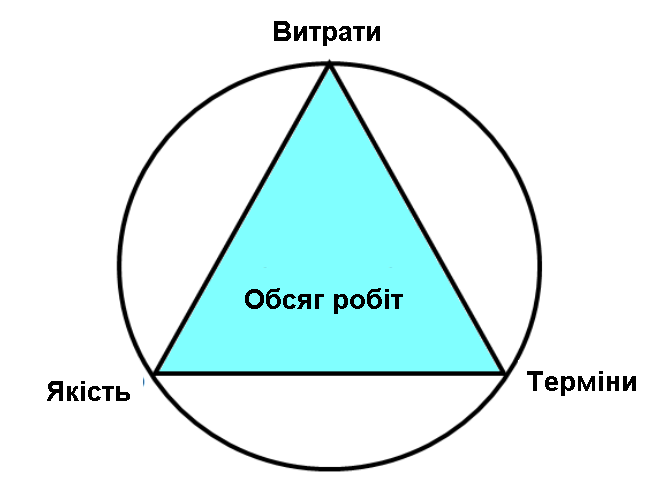 Витрати
Обсяг робіт
Якість
Терміни